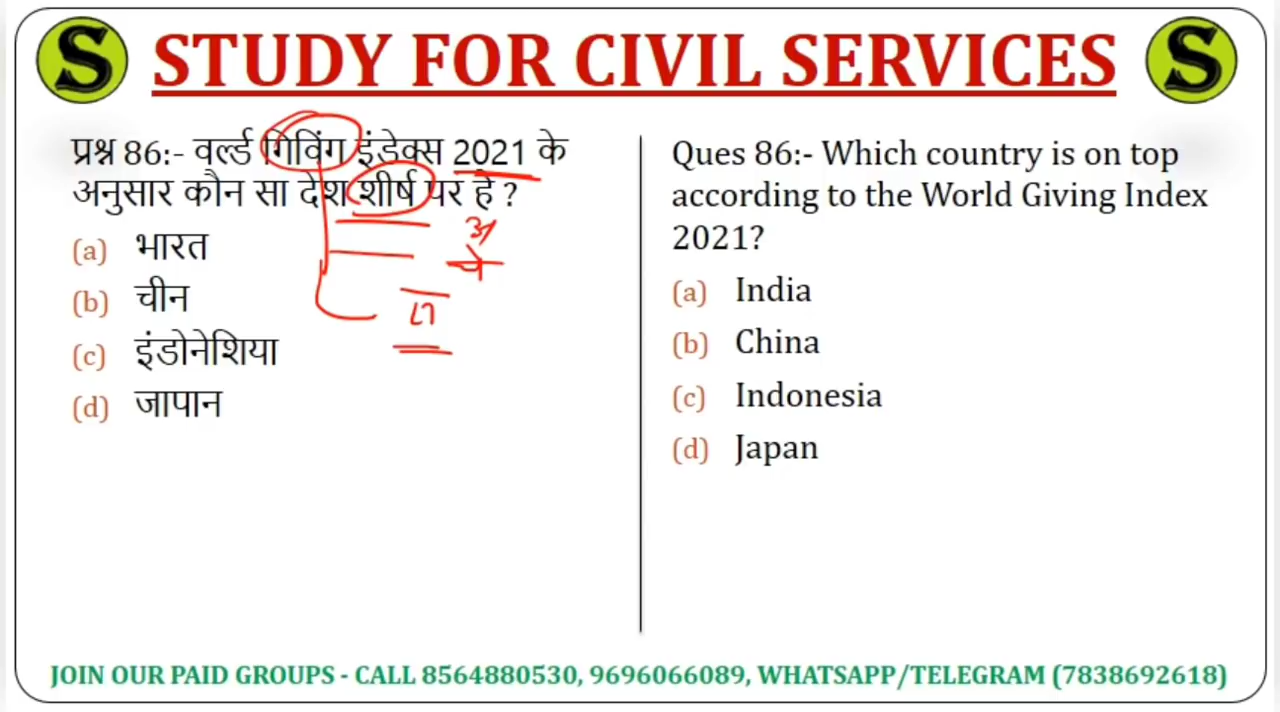 S STUDY FOR CIVIL SERVICES S
प्रश्न 86:- वर्ल्ड गिविंग इंडेक्स 2021 के
अनुसार कौन सा देश शीर्ष पर है ?
(a) भारत
(b) चीन
(c) इंडोनेशिया
(d) जापान
Ques 86:- Which country is on top
according to the World Giving Index
2021?
(a) India
(b) China
(c) Indonesia
(d) Japan
JOIN OUR PAID GROUPS - CALL 8564880530, 9696066089, WHATSAPP/TELEGRAM (7838692618)